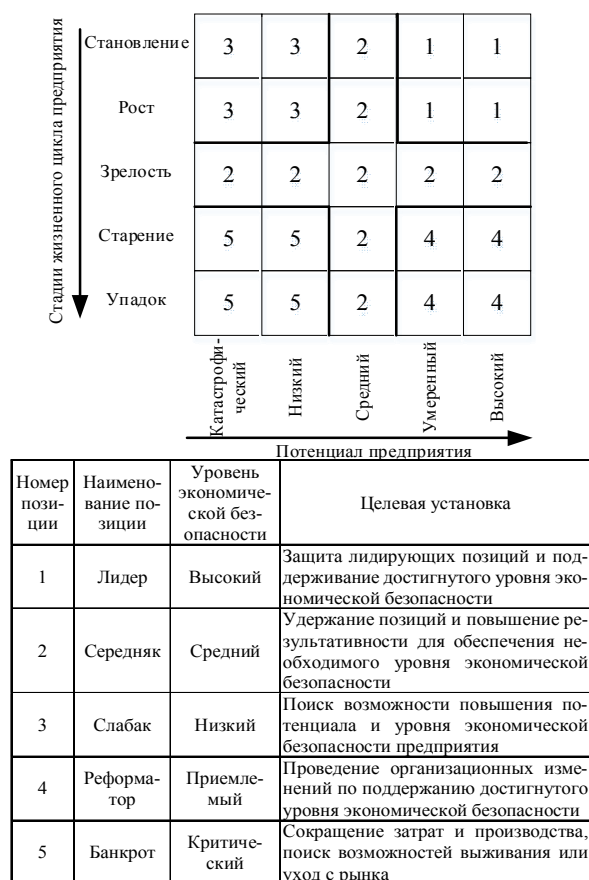 Стадии жизненного цикла предприятия
Становление 3 3 2 1 1
Рост 3 3 2 1 1
Зрелость 2 2 2 2 2
Старение 5 5 2 4 4
Упадок 5 5 2 4 4
Катастрофи-
ческий
Низкий
Средний
Умеренный
Высокий
Потенциал предприятия
Номер
пози-
ции
Наимено-
вание по-
зиции
Уровень
экономиче-
ской без-
опасности
Целевая установка
1
Лидер
Высокий
Защита лидирующих позиций и под-
держивание достигнутого уровня эко-
номической безопасности
2
Середняк
Средний
Удержание позиций и повышение ре-
зультативности для обеспечения не-
обходимого уровня экономической
безопасности
3
Слабак
Низкий
Поиск возможности повышения по-
тенциала и уровня экономической
безопасности предприятия
4
Реформа-
тор
Приемле-
мый
Проведение организационных изме-
нений по поддержанию достигнутого
уровня экономической безопасности
5
Банкрот
Критиче-
ский
Сокращение затрат и производства,
поиск возможностей выживания или
уход с рынка